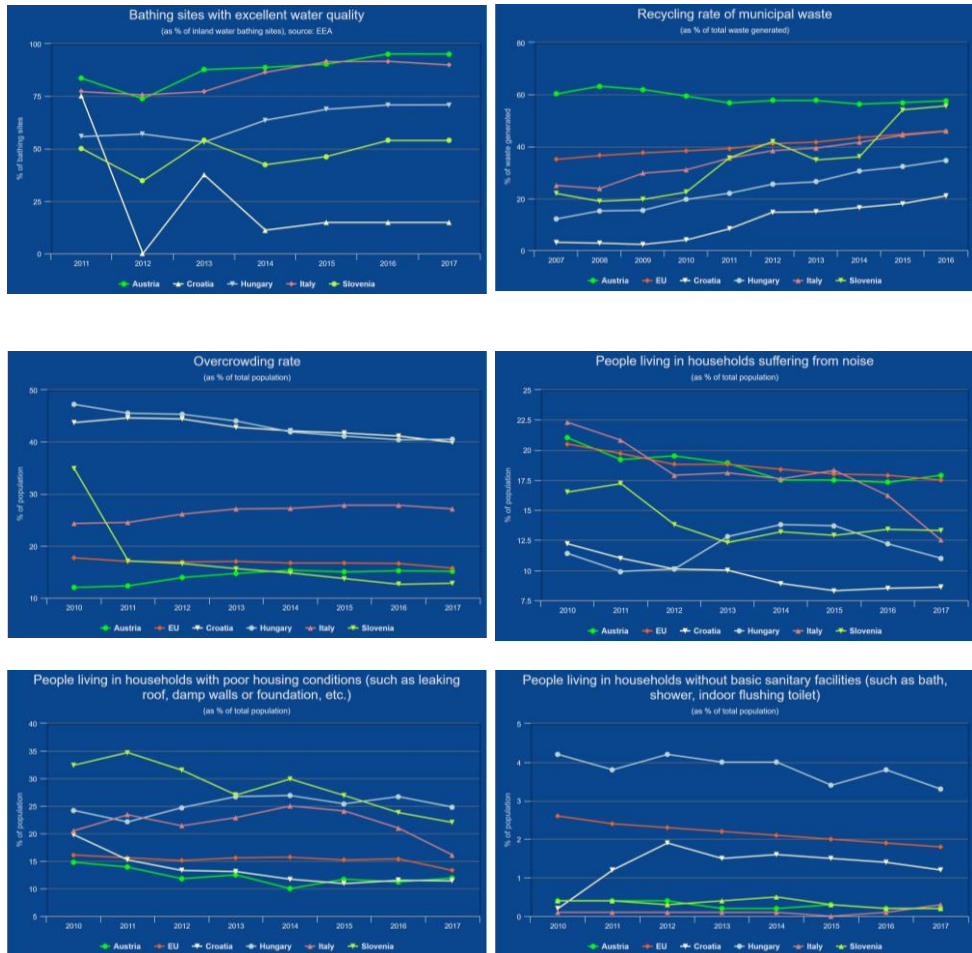 Bathing sites with excellent water quality
(as % of inland water bathing sites), source: EEA
% of bathing sites
100
75
50
25
0
2011 2012 2013 2014 2015 2016 2017
Austria Croatia Hungary Italy Slovenia
Recycling rate of municipal waste
(as % of total waste generated)
% of waste generated
80
60
40
20
0
2007 2008 2009 2010 2011 2012 2013 2014 2015 2016
Austria EU Croatia Hungary Italy Slovenia
Overcrowding rate
(as % of total population)
% of population
50
40
30
20
10
2010 2011 2012 2013 2014 2015 2016 2017
Austria EU Croatia Hungary Italy Slovenia
People living in households suffering from noise
(as % of total population)
% of population
25
22.5
20
17.5
15
12.5
10
7.5
2010 2011 2012 2013 2014 2015 2016 2017
Austria EU Croatia Hungary Italy Slovenia
People living in households with poor housing conditions (such as leaking
roof, damp walls or foundation, etc.)
(as % of total population)
% of population
40
35
30
25
20
15
10
5
2010 2011 2012 2013 2014 2015 2016 2017
Austria EU Croatia Hungary Italy Slovenia
People living in households without basic sanitary facilities (such as bath,
shower, indoor flushing toilet)
(as % of total population)
% of population
5
4
3
2
1
0
2010 2011 2012 2013 2014 2015 2016 2017
Austria EU Croatia Hungary Italy Slovenia